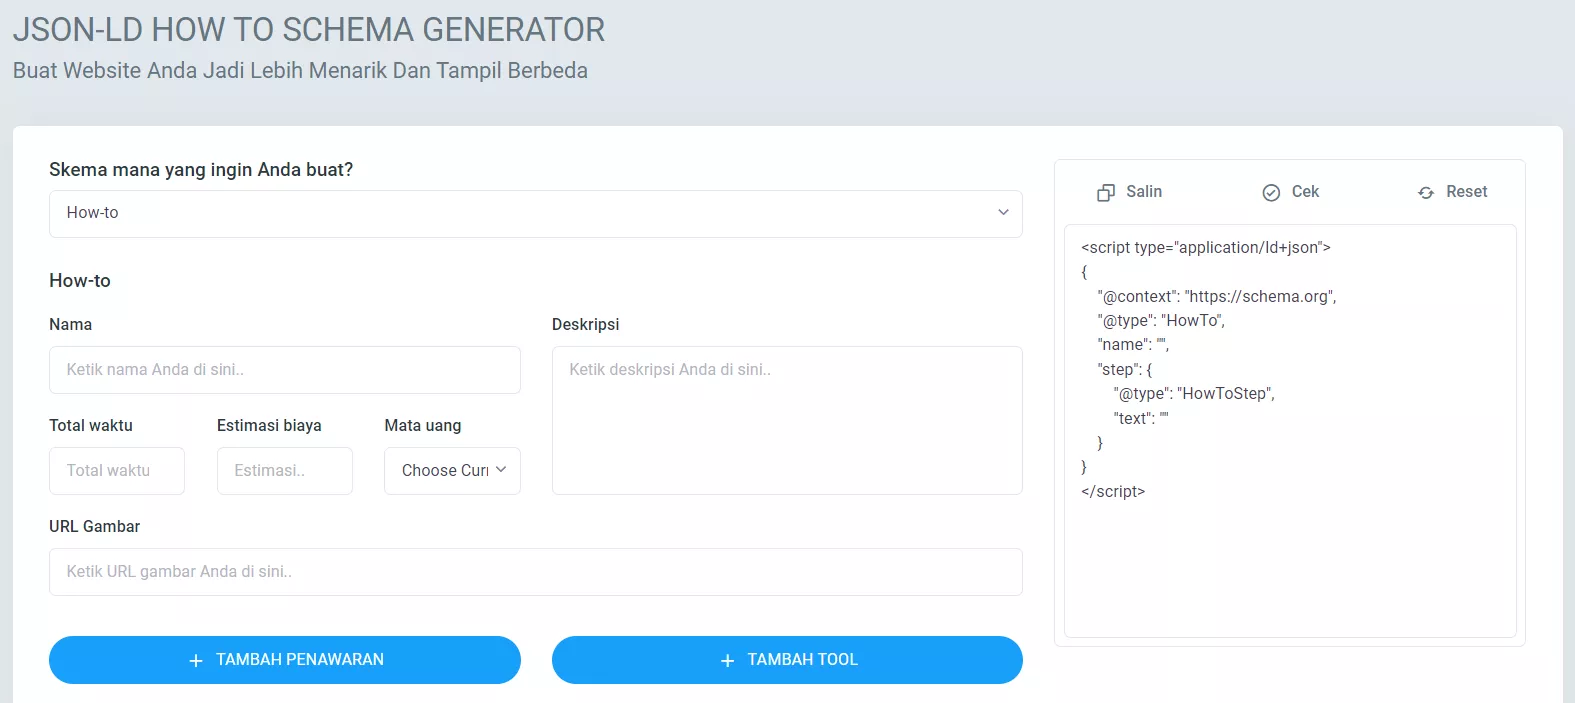 JSON-LD HOW TO SCHEMA GENERATOR
Buat Website Anda Jadi Lebih Menarik Dan Tampil Berbeda
Skema mana yang ingin Anda buat?
How-to
How-to
Nama
Deskripsi
Ketik nama Anda di sini..
Ketik deskripsi Anda di sini..
Total waktu
Estimasi biaya
Mata uang
Total waktu
Estimasi..
Choose Curr
URL Gambar
Ketik URL gambar Anda di sini..
+ TAMBAH PENAWARAN
+ TAMBAH TOOL
Salin
Cek
Reset
<script type="application/ld+json">
{
"@context": "https://schema.org",
"@type": "HowTo",
"name": "",
"step": {
"@type": "HowToStep",
"text": ""
}
}
</script>